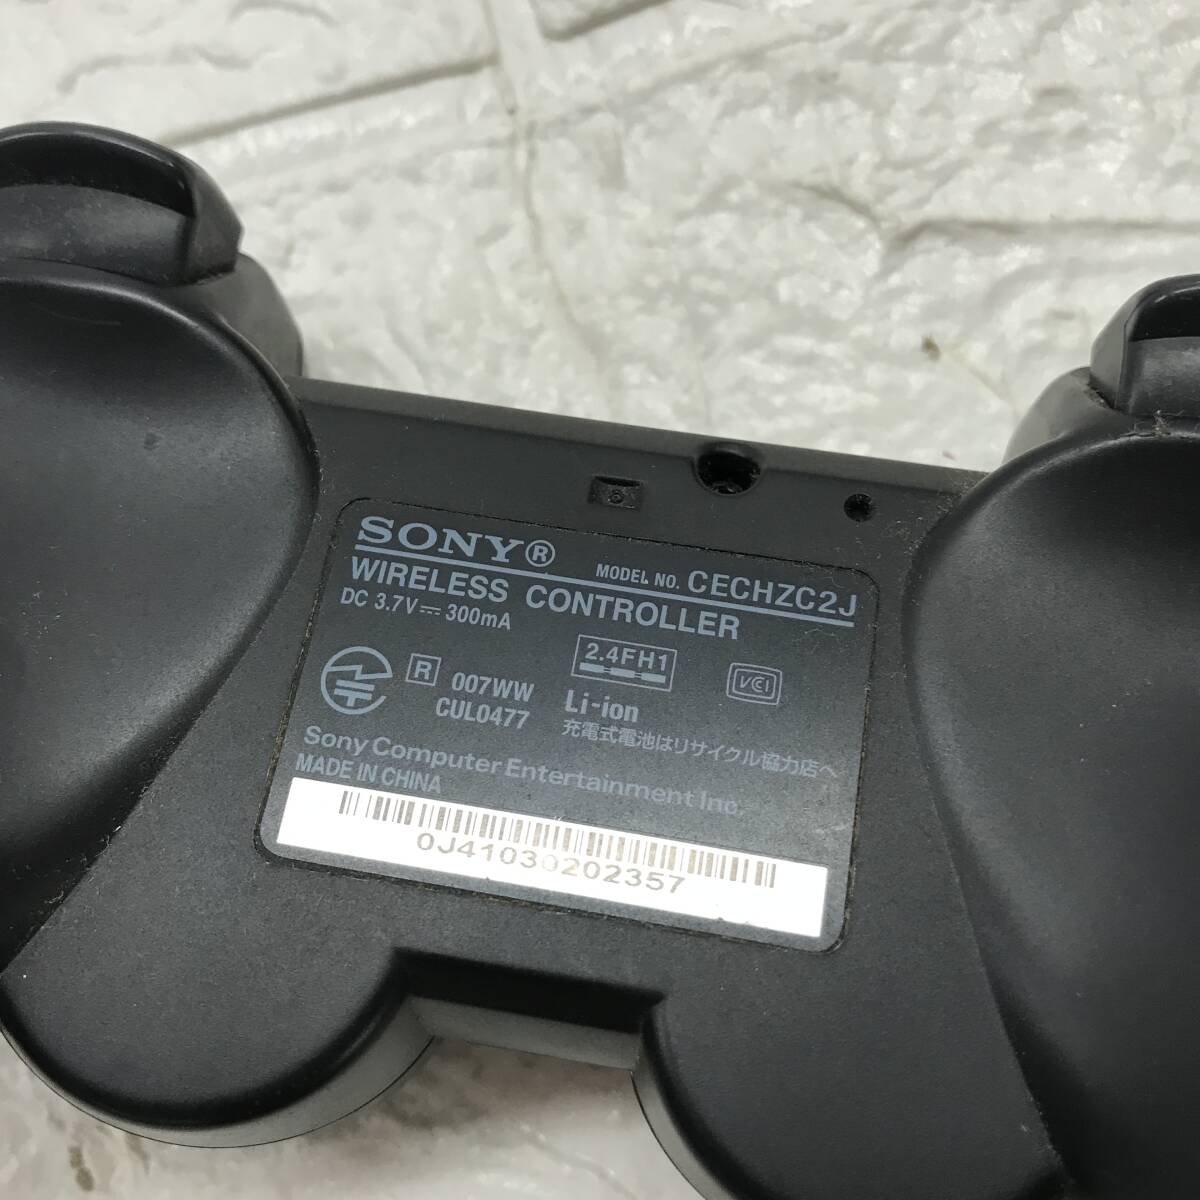 SONY®
MODEL NO. CECHZC2J
WIRELESS CONTROLLER
DC 3.7V⎓300mA
2.4FH1
VCI
R 007WW
CUL0477
Li-ion
充電式電池はリサイクル協力店へ
Sony Computer Entertainment Inc.
MADE IN CHINA
0J41030202357